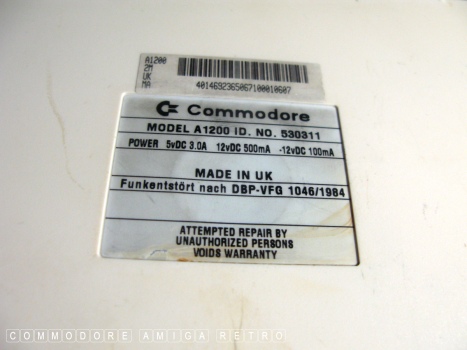 A1200
2M
UK
MA
4014692365067100010607
Commodore
MODEL A1200 ID. NO. 530311
POWER 5vDC 3.0A 12vDC 500mA -12vDC 100mA
MADE IN UK
Funkentstört nach DBP-VFG 1046/1984
ATTEMPTED REPAIR BY
UNAUTHORIZED PERSONS
VOIDS WARRANTY
COMMODORE AMIGA RETRO